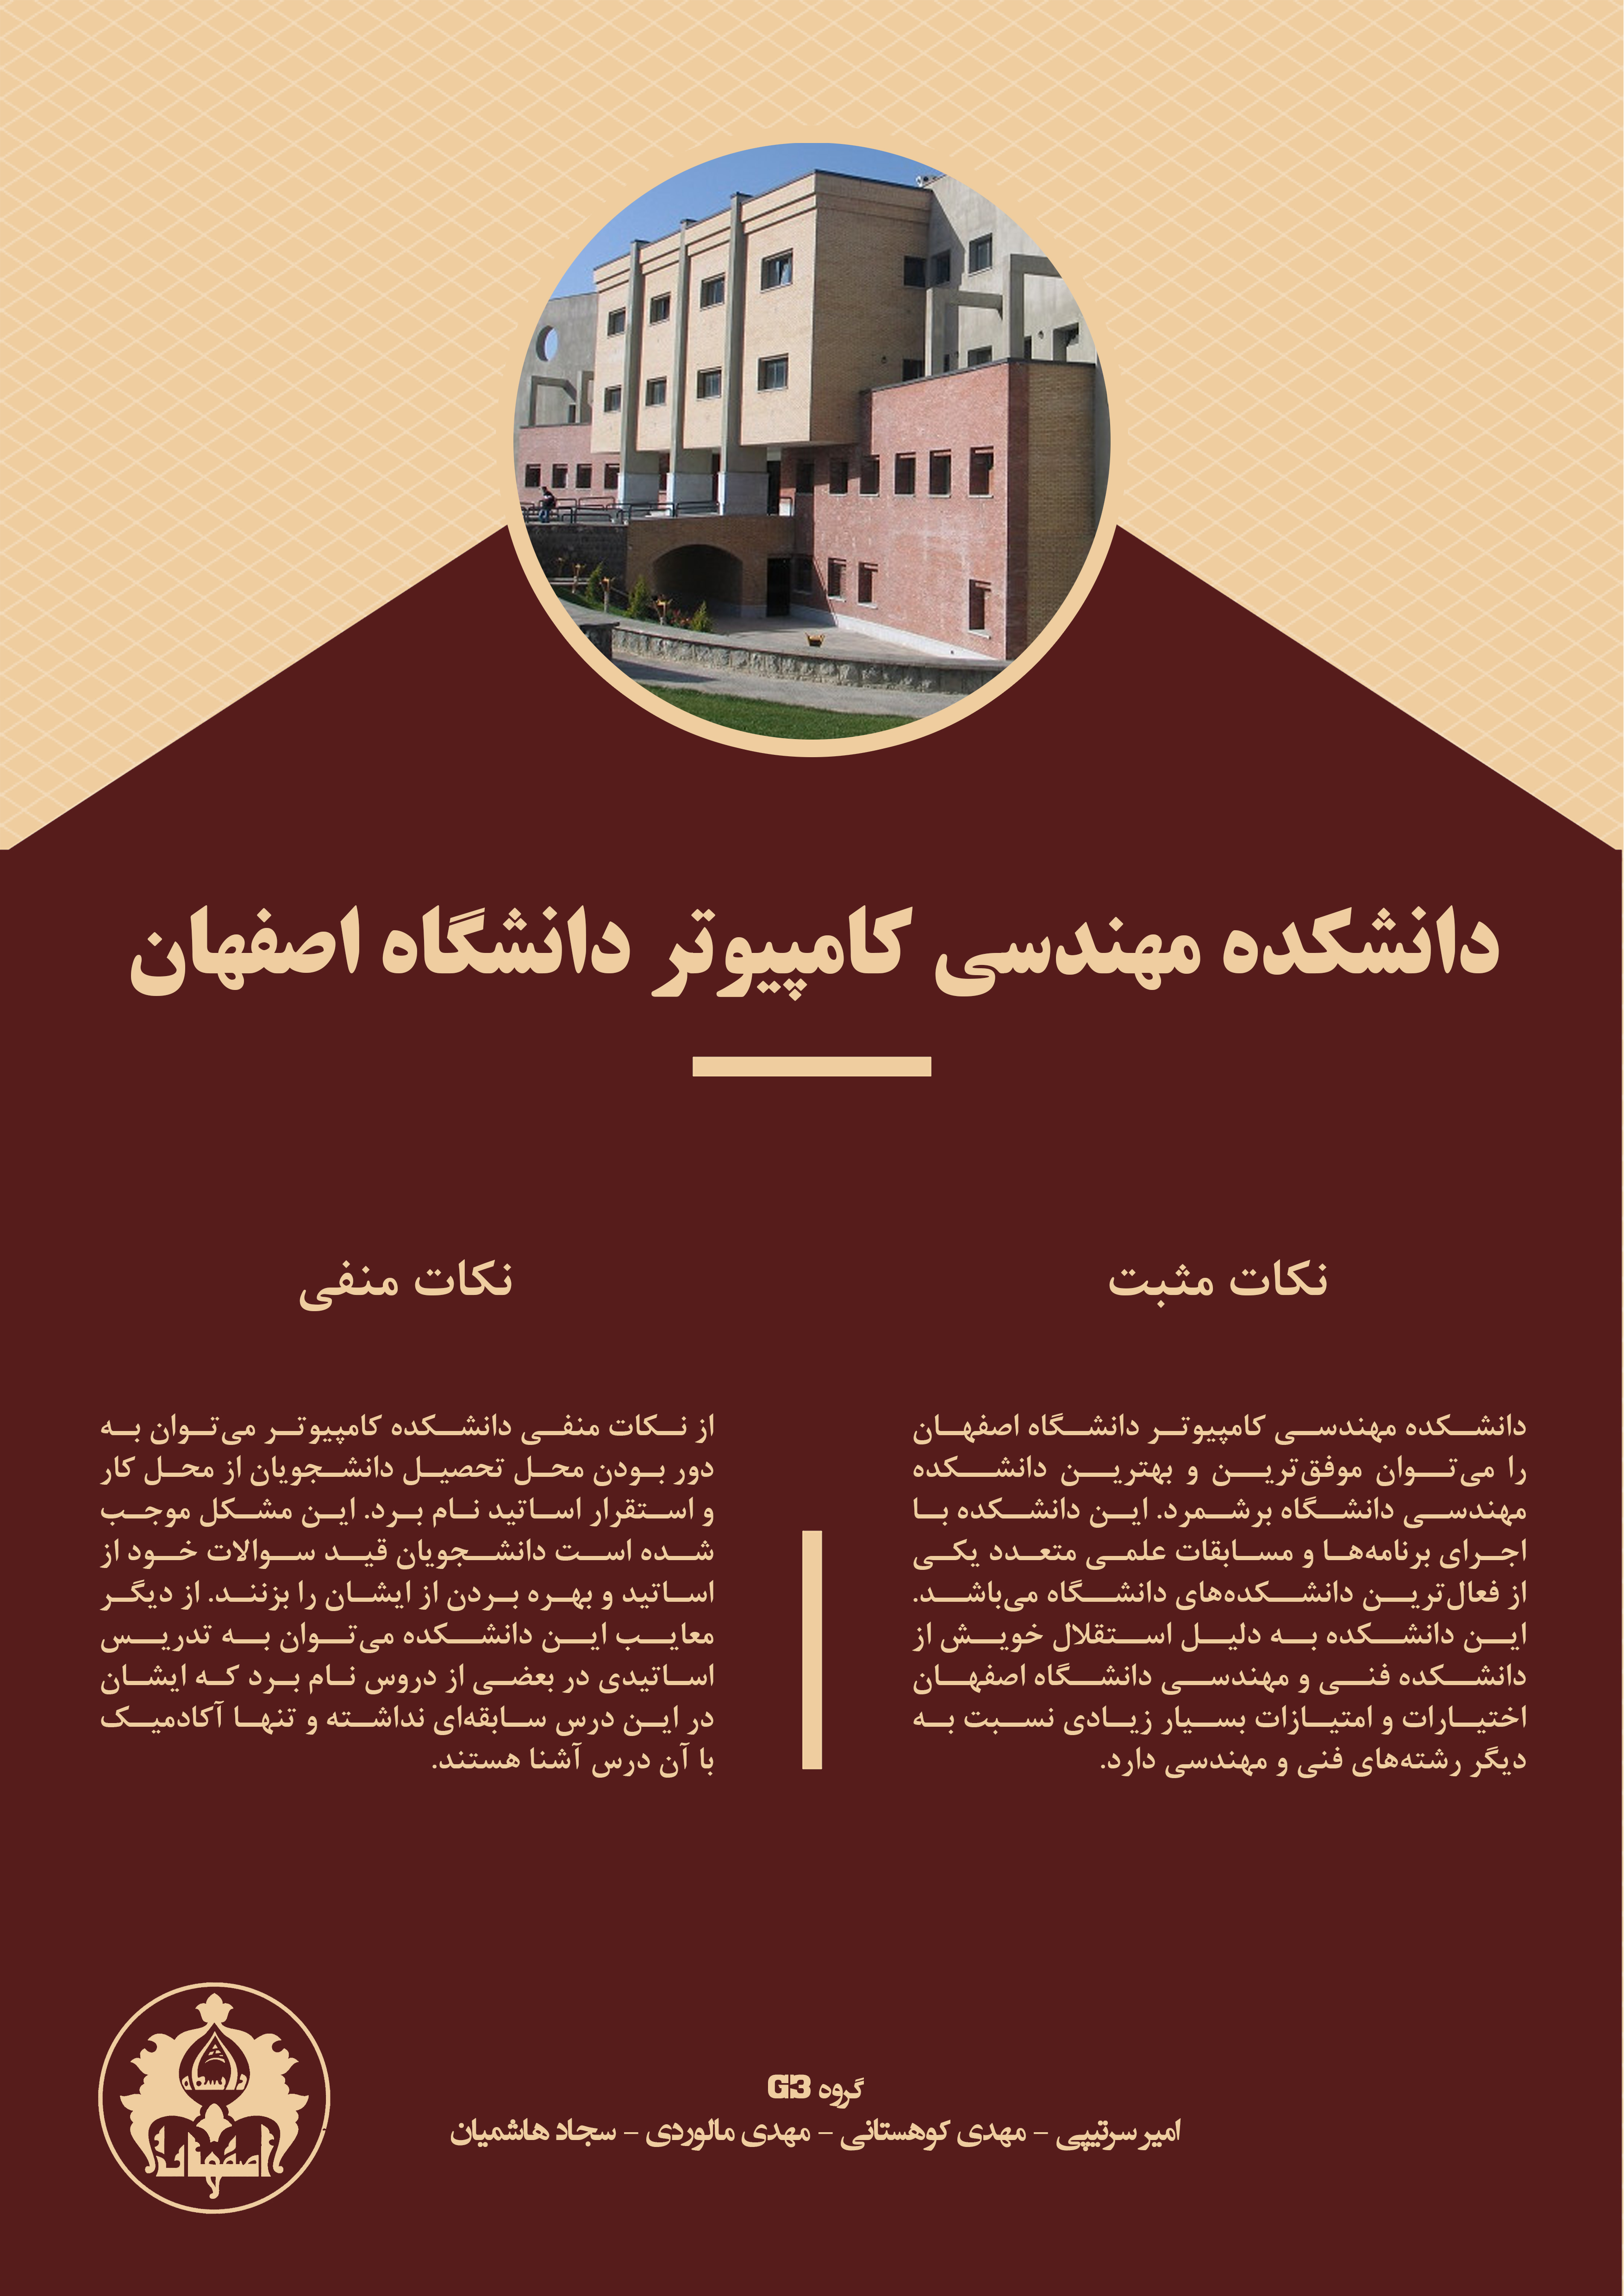 دانشکده مهندسی کامپیوتر دانشگاه اصفهان
نکات مثبت
دانشکده مهندسی کامپیوتر دانشگاه اصفهان
را می‌توان موفق‌ترین و بهترین دانشکده
مهندسی دانشگاه برشمرد. این دانشکده با
اجرای برنامه‌ها و مسابقات علمی متعدد یکی
از فعال‌ترین دانشکده‌های دانشگاه می‌باشد.
این دانشکده به دلیل استقلال خویش از
دانشکده فنی و مهندسی دانشگاه اصفهان
اختیارات و امتیازات بسیار زیادی نسبت به
دیگر رشته‌های فنی و مهندسی دارد.
نکات منفی
از نکات منفی دانشکده کامپیوتر می‌توان به
دور بودن محل تحصیل دانشجویان از محل کار
و استقرار اساتید نام برد. این مشکل موجب
شده است دانشجویان قید سوالات خود از
اساتید و بهره بردن از ایشان را بزنند. از دیگر
معایب این دانشکده می‌توان به تدریس
اساتیدی در بعضی از دروس نام برد که ایشان
در این درس سابقه‌ای نداشته و تنها آکادمیک
با آن درس آشنا هستند.
گروه G3
امیر سرتیپی – مهدی کوهستانی – مهدی مالوردی – سجاد هاشمیان
دانشگاه
اصفهان